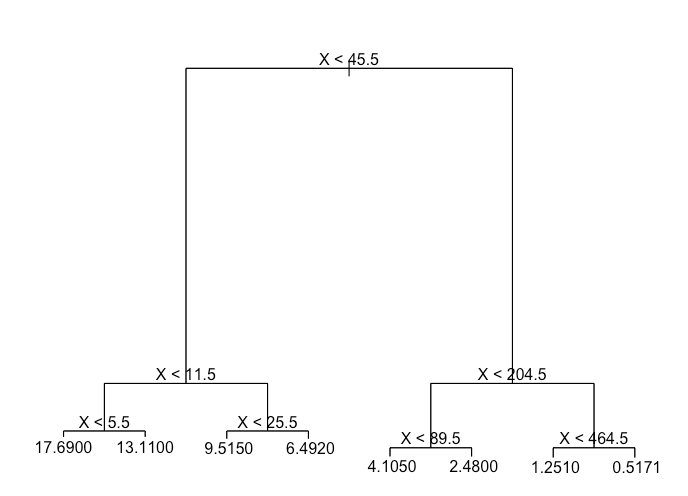 X < 45.5
X < 11.5
X < 204.5
X < 5.5
X < 25.5
X < 89.5
X < 464.5
17.6900
13.1100
9.5150
6.4920
4.1050
2.4800
1.2510
0.5171